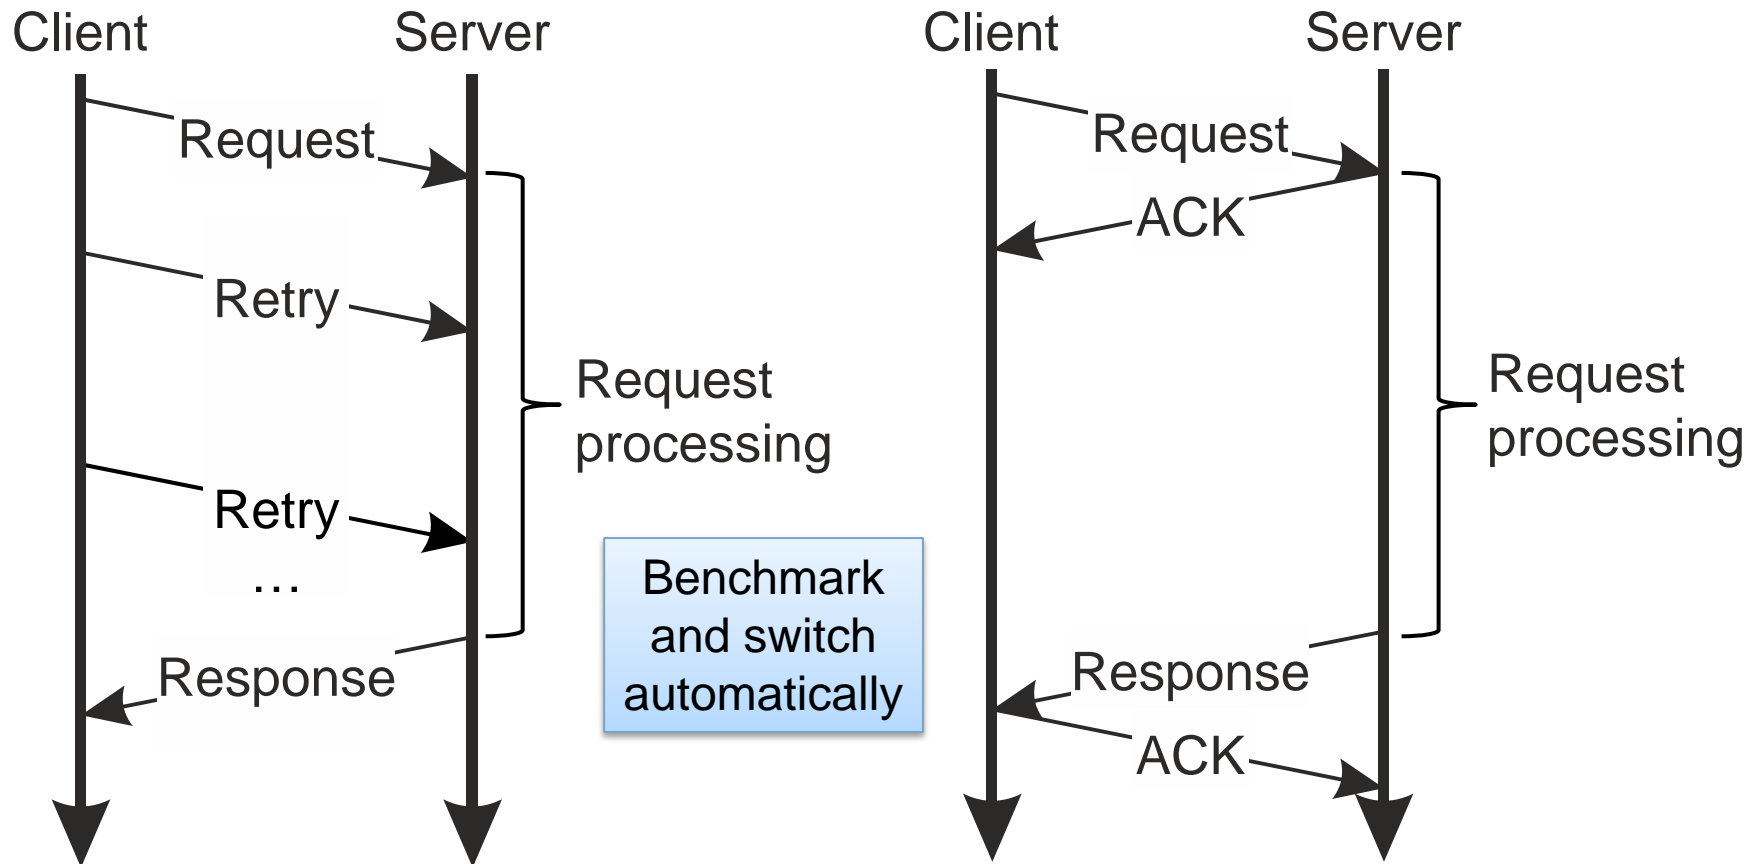 Client
Server
Request
Retry
Retry
…
Response
Request
processing
Benchmark
and switch
automatically
Client
Server
Request
ACK
Request
processing
Response
ACK